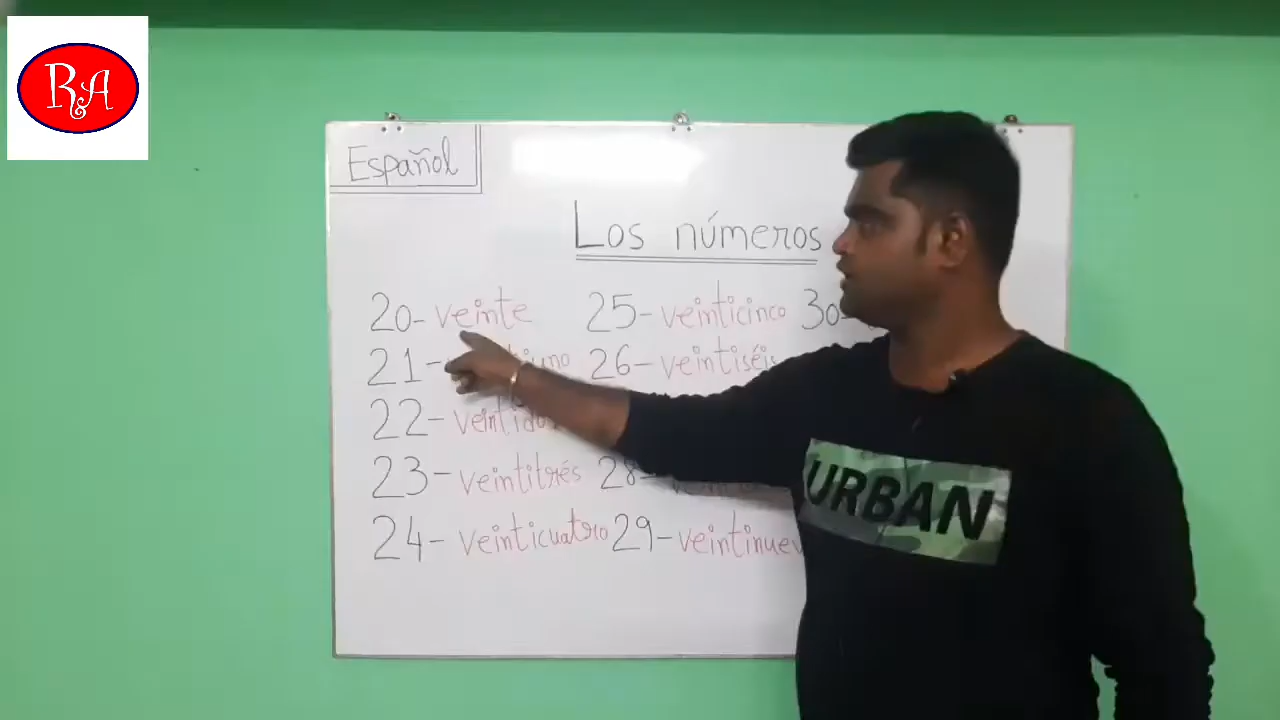 R&A
Español
Los números
20- veinte 25- veinticinco 30-
21- 26- veintiséis
22-
23- veintitrés 28-
24- veinticuatro 29-
URBAN